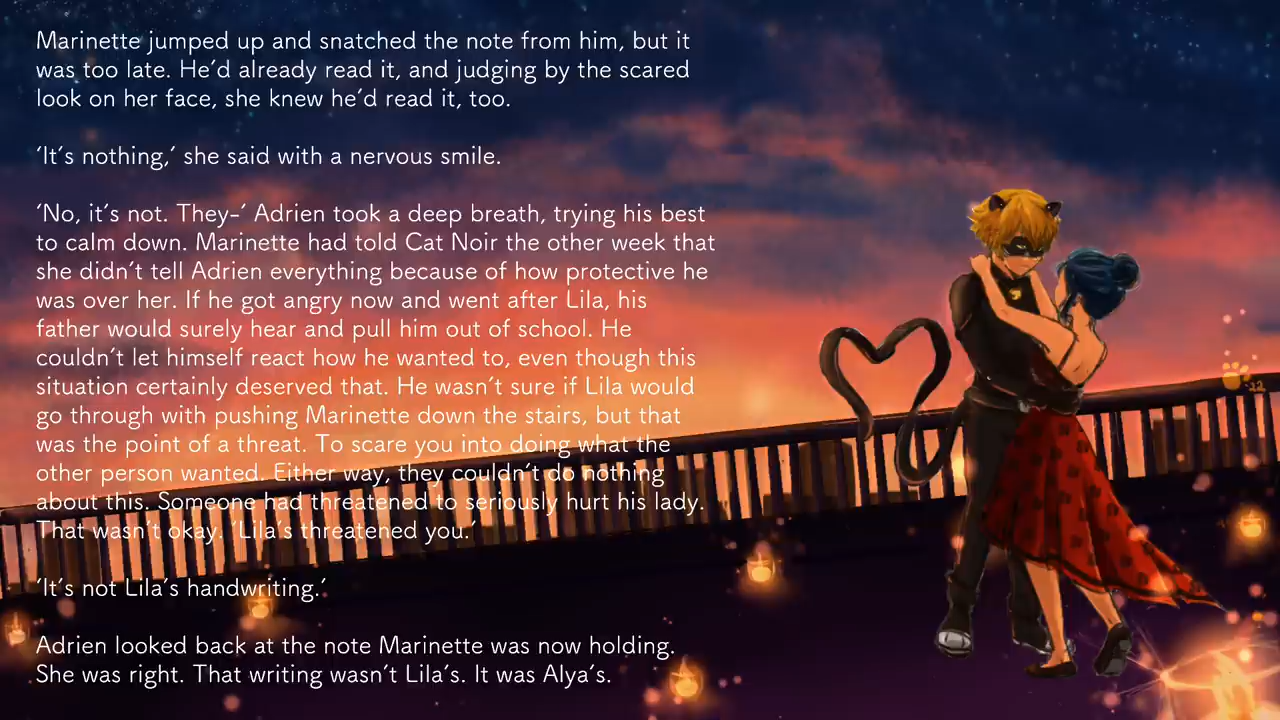 Marinette jumped up and snatched the note from him, but it
was too late. He'd already read it, and judging by the scared
look on her face, she knew he'd read it, too.
'It's nothing,' she said with a nervous smile.
'No, it's not. They-' Adrien took a deep breath, trying his best
to calm down. Marinette had told Cat Noir the other week that
she didn't tell Adrien everything because of how protective he
was over her. If he got angry now and went after Lila, his
father would surely hear and pull him out of school. He
couldn't let himself react how he wanted to, even though this
situation certainly deserved that. He wasn't sure if Lila would
go through with pushing Marinette down the stairs, but that
was the point of a threat. To scare you into doing what the
other person wanted. Either way, they couldn't do nothing
about this. Someone had threatened to seriously hurt his lady.
That wasn't okay. 'Lila's threatened you.'
'It's not Lila's handwriting.'
Adrien looked back at the note Marinette was now holding.
She was right. That writing wasn't Lila's. It was Alya's.